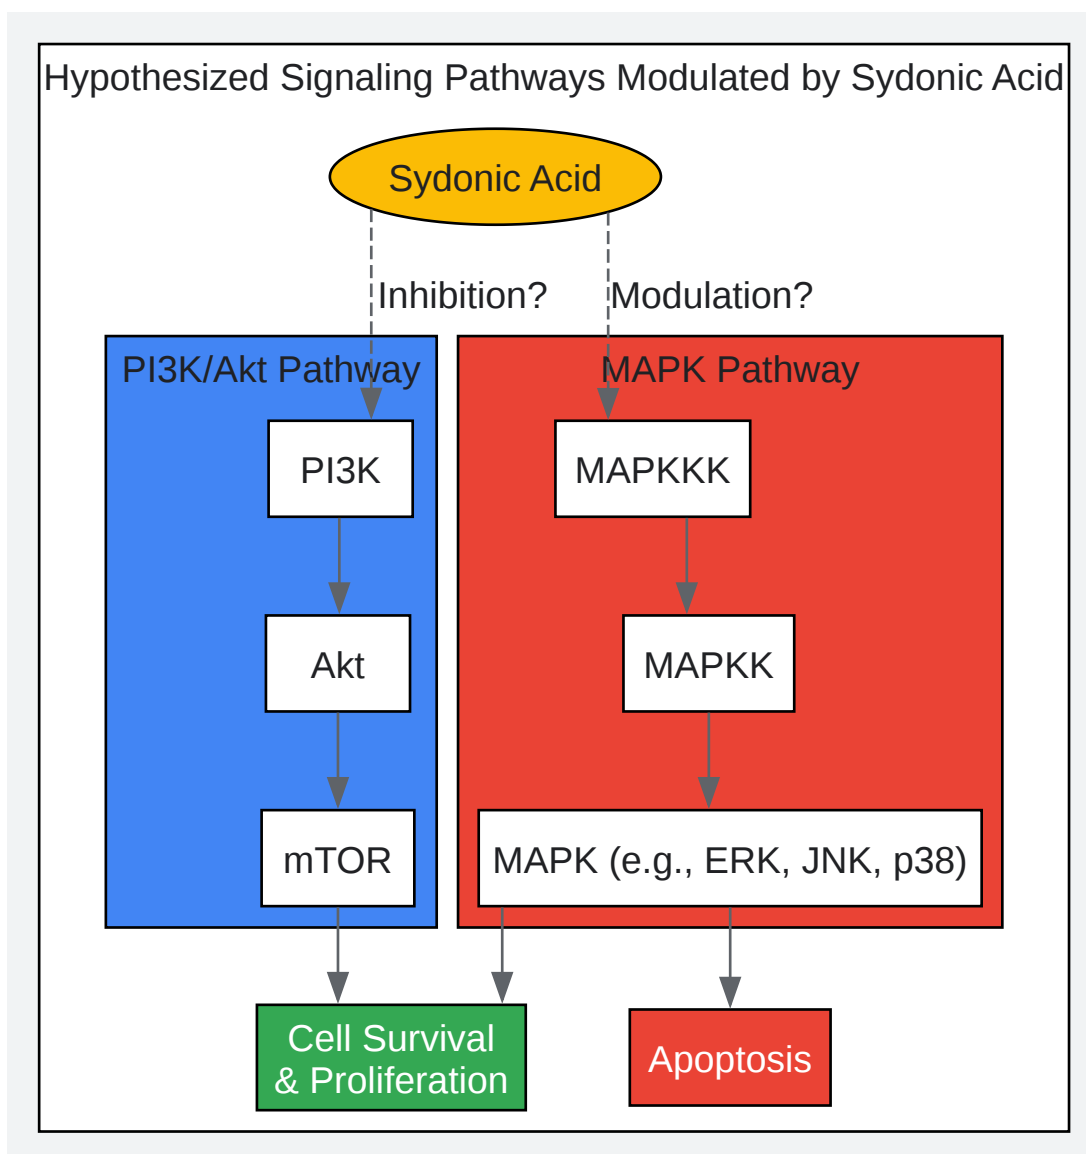 Hypothesized Signaling Pathways Modulated by Sydonic Acid
Sydonic Acid
Inhibition?
Modulation?
PI3K/Akt Pathway
MAPK Pathway
PI3K
MAPKKK
Akt
MAPKK
mTOR
MAPK (e.g., ERK, JNK, p38)
Cell Survival
& Proliferation
Apoptosis